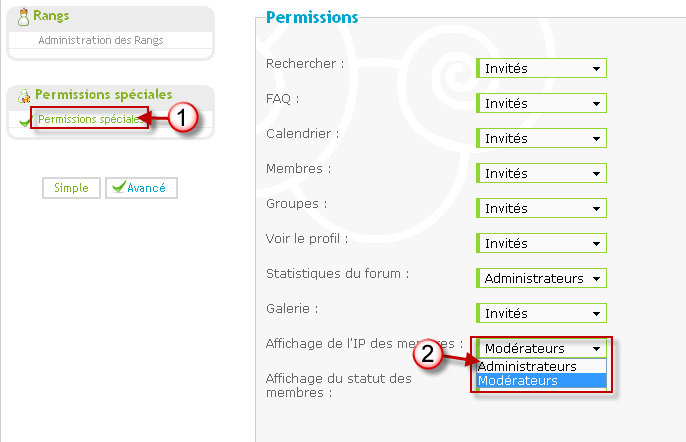 Rangs
Administration des Rangs
Permissions spéciales
Permissions spéciales
1
Simple
Avancé
Permissions
Rechercher :
Invités
FAQ :
Invités
Calendrier :
Invités
Membres :
Invités
Groupes :
Invités
Voir le profil :
Invités
Statistiques du forum :
Administrateurs
Galerie :
Invités
Affichage de l'IP des membres :
Modérateurs
2
Administrateurs
Modérateurs
Affichage du statut des
membres :